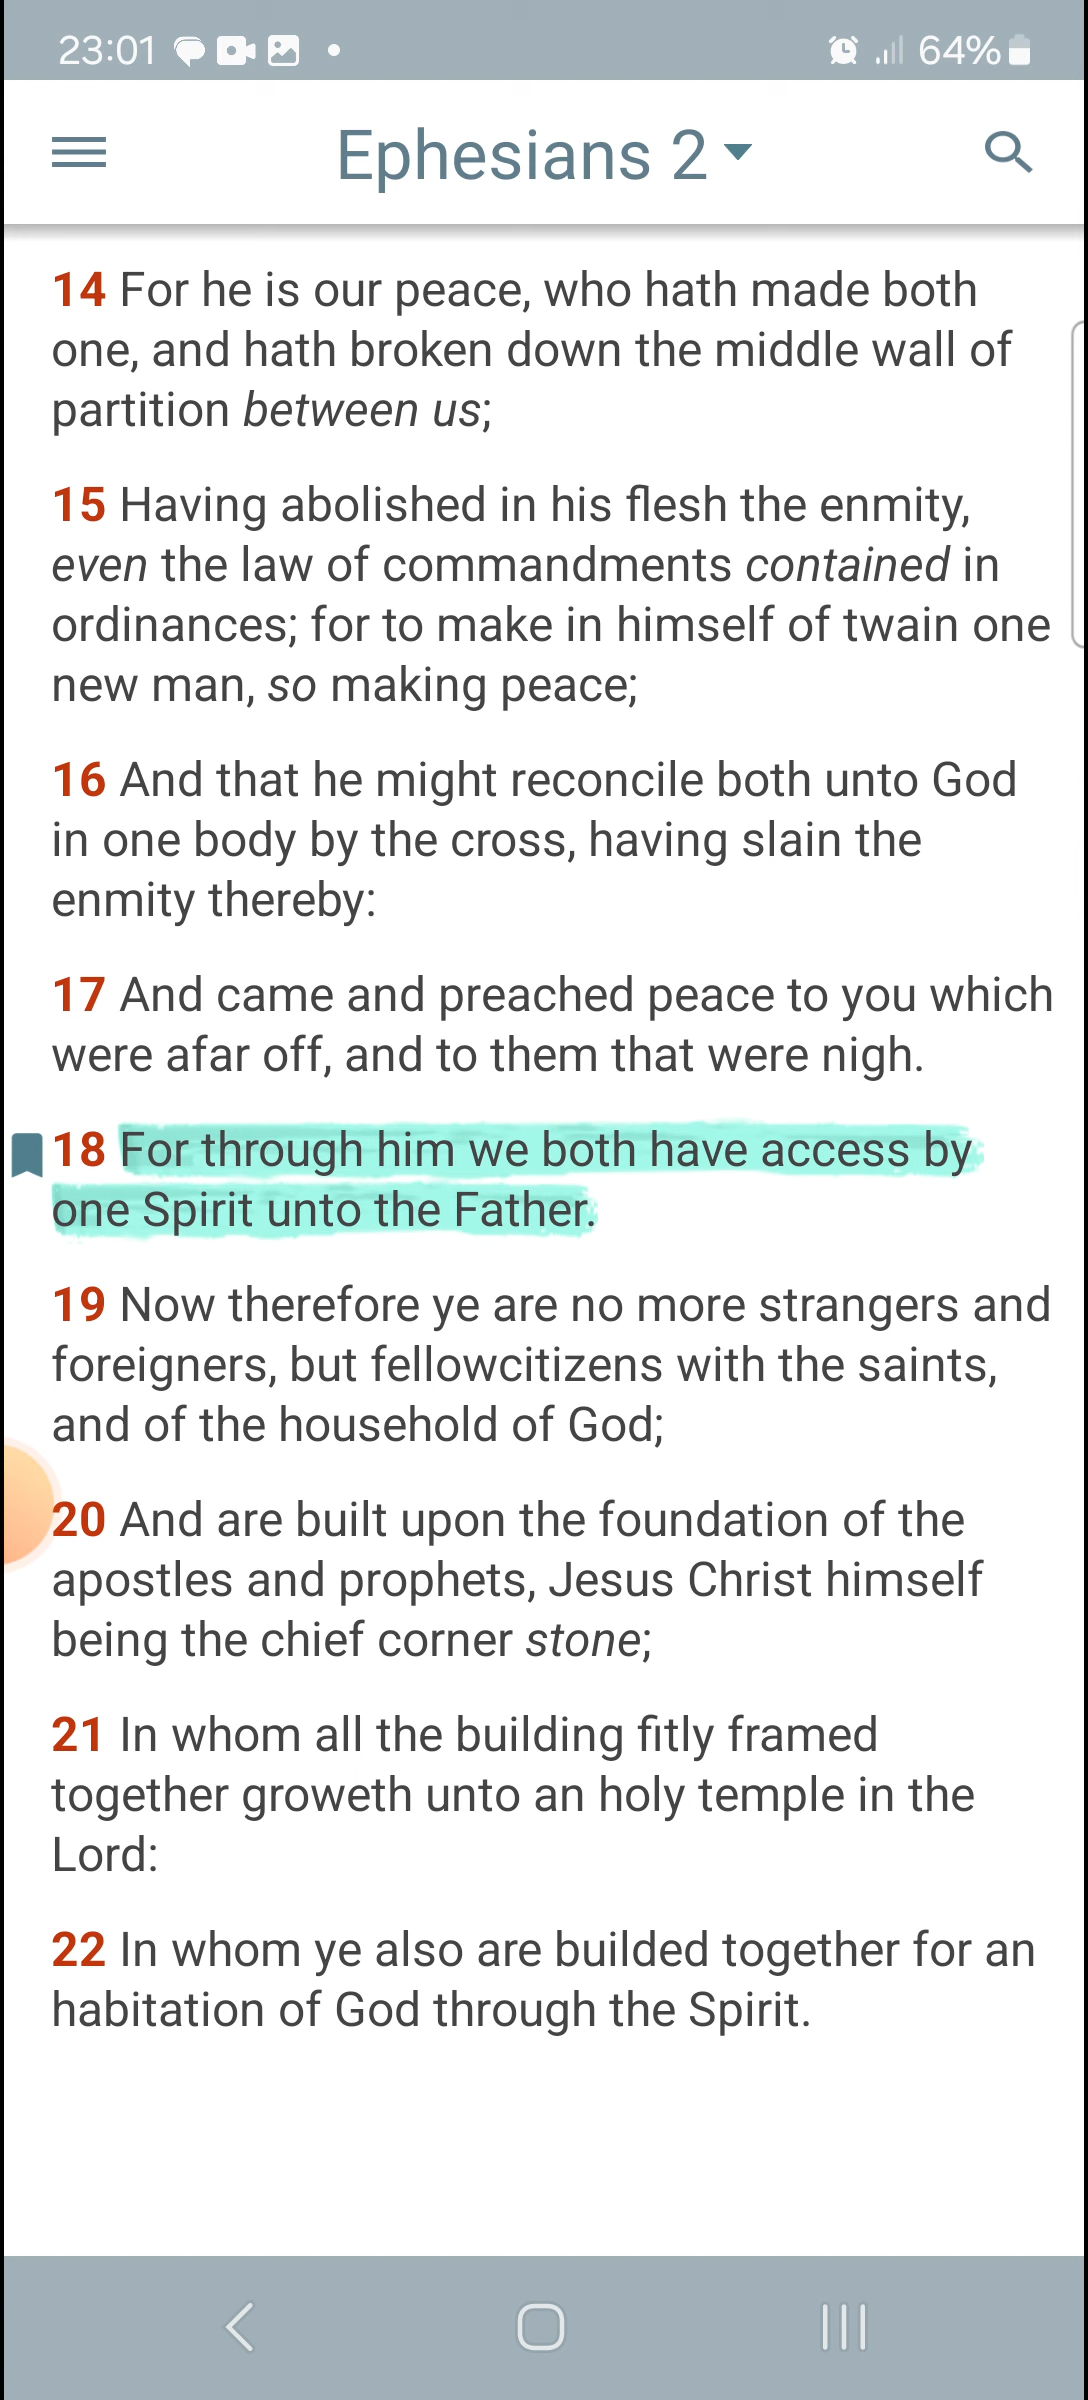 23:01 64%
Ephesians 2
14 For he is our peace, who hath made both
one, and hath broken down the middle wall of
partition between us;
15 Having abolished in his flesh the enmity,
even the law of commandments contained in
ordinances; for to make in himself of twain one
new man, so making peace;
16 And that he might reconcile both unto God
in one body by the cross, having slain the
enmity thereby:
17 And came and preached peace to you which
were afar off, and to them that were nigh.
18 For through him we both have access by
one Spirit unto the Father.
19 Now therefore ye are no more strangers and
foreigners, but fellowcitizens with the saints,
and of the household of God;
20 And are built upon the foundation of the
apostles and prophets, Jesus Christ himself
being the chief corner stone;
21 In whom all the building fitly framed
together groweth unto an holy temple in the
Lord:
22 In whom ye also are builded together for an
habitation of God through the Spirit.